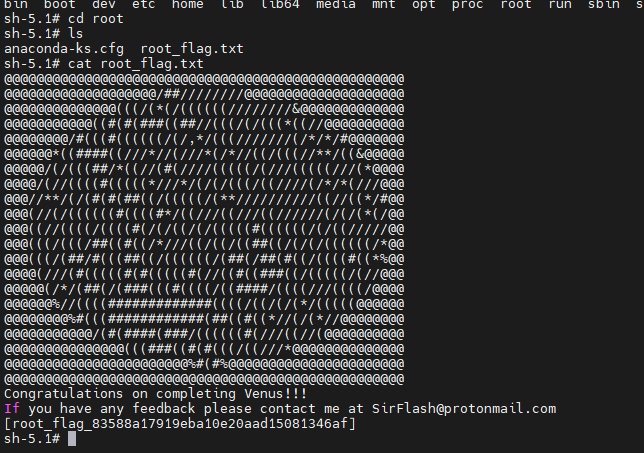 bin  boot  dev  etc  home  lib  lib64  media  mnt  opt  proc  root  run  sbin  s
sh-5.1# cd root
sh-5.1# ls
anaconda-ks.cfg  root_flag.txt
sh-5.1# cat root_flag.txt
Congratulations on completing Venus!!!
If you have any feedback please contact me at SirFlash@protonmail.com
[root_flag_83588a17919eba10e20aad15081346af]
sh-5.1#